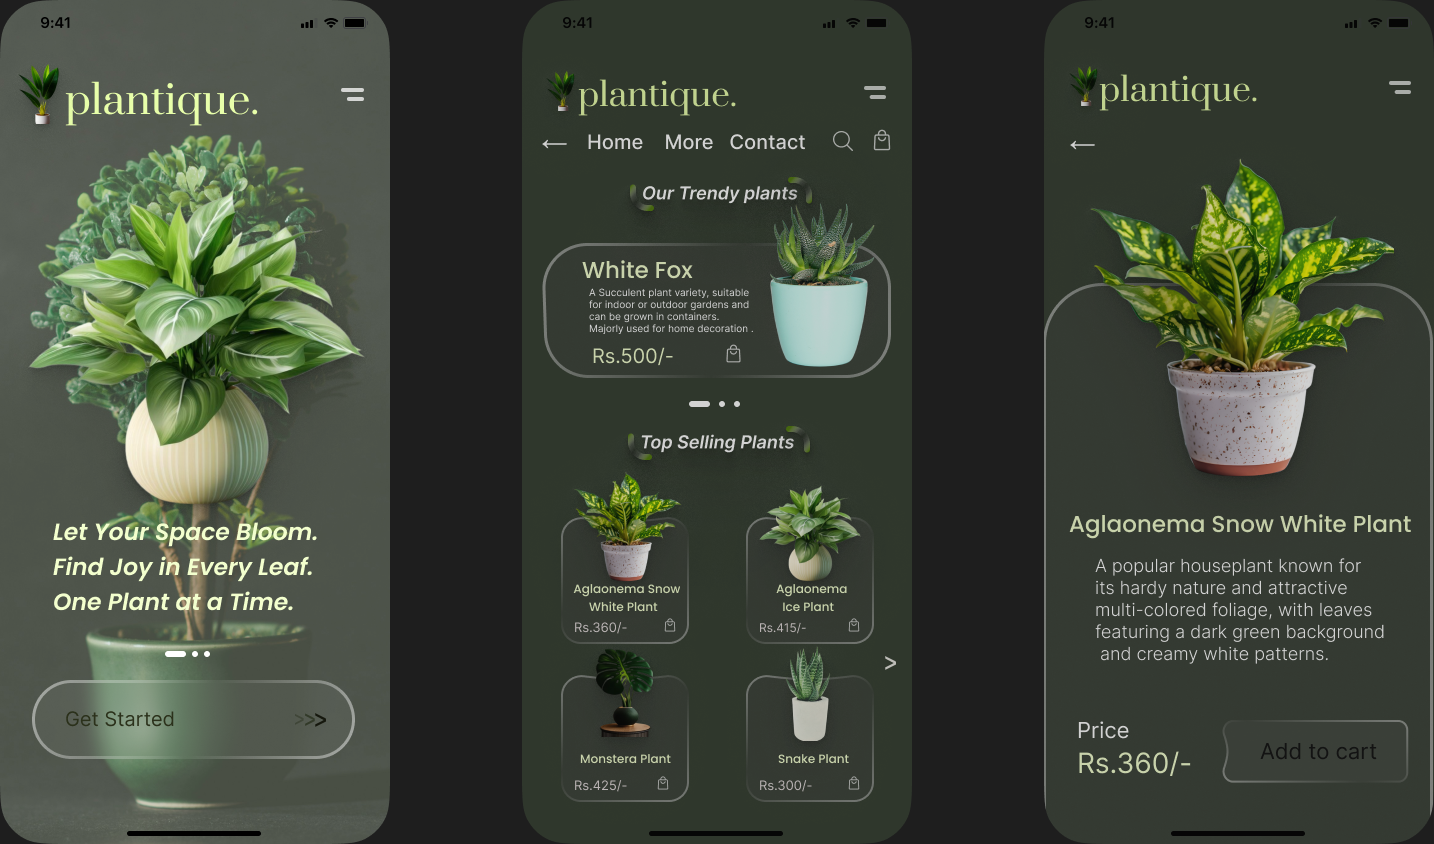 9:41
plantique.
Let Your Space Bloom.
Find Joy in Every Leaf.
One Plant at a Time.
Get Started
>>>
9:41
plantique.
← Home More Contact
Our Trendy plants
White Fox
A Succulent plant variety, suitable
for indoor or outdoor gardens and
can be grown in containers.
Majorly used for home decoration .
Rs.500/-
Top Selling Plants
Aglaonema Snow
White Plant
Rs.360/-
Aglaonema
Ice Plant
Rs.415/-
>
Monstera Plant
Rs.425/-
Snake Plant
Rs.300/-
9:41
plantique.
←
Aglaonema Snow White Plant
A popular houseplant known for
its hardy nature and attractive
multi-colored foliage, with leaves
featuring a dark green background
and creamy white patterns.
Price
Rs.360/-
Add to cart